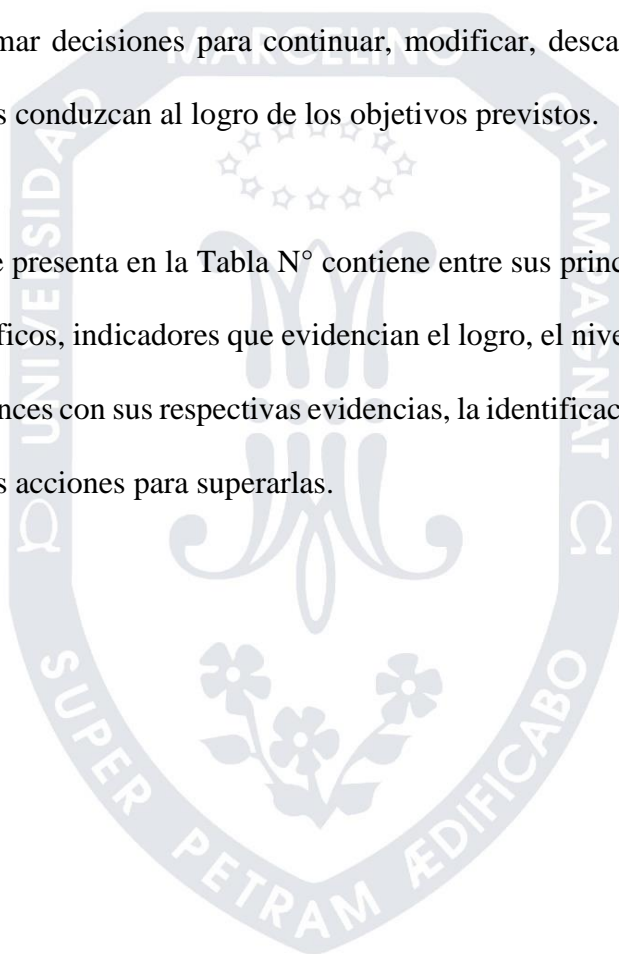 mar decisiones para continuar, modificar, desca
s conduzcan al logro de los objetivos previstos.
e presenta en la Tabla N° contiene entre sus princ
ficos, indicadores que evidencian el logro, el nive
nces con sus respectivas evidencias, la identificac
s acciones para superarlas.
UNIVERSIDAD MARCELINO CHAMPAGNAT
SUPER PETRAM ÆDIFICABO